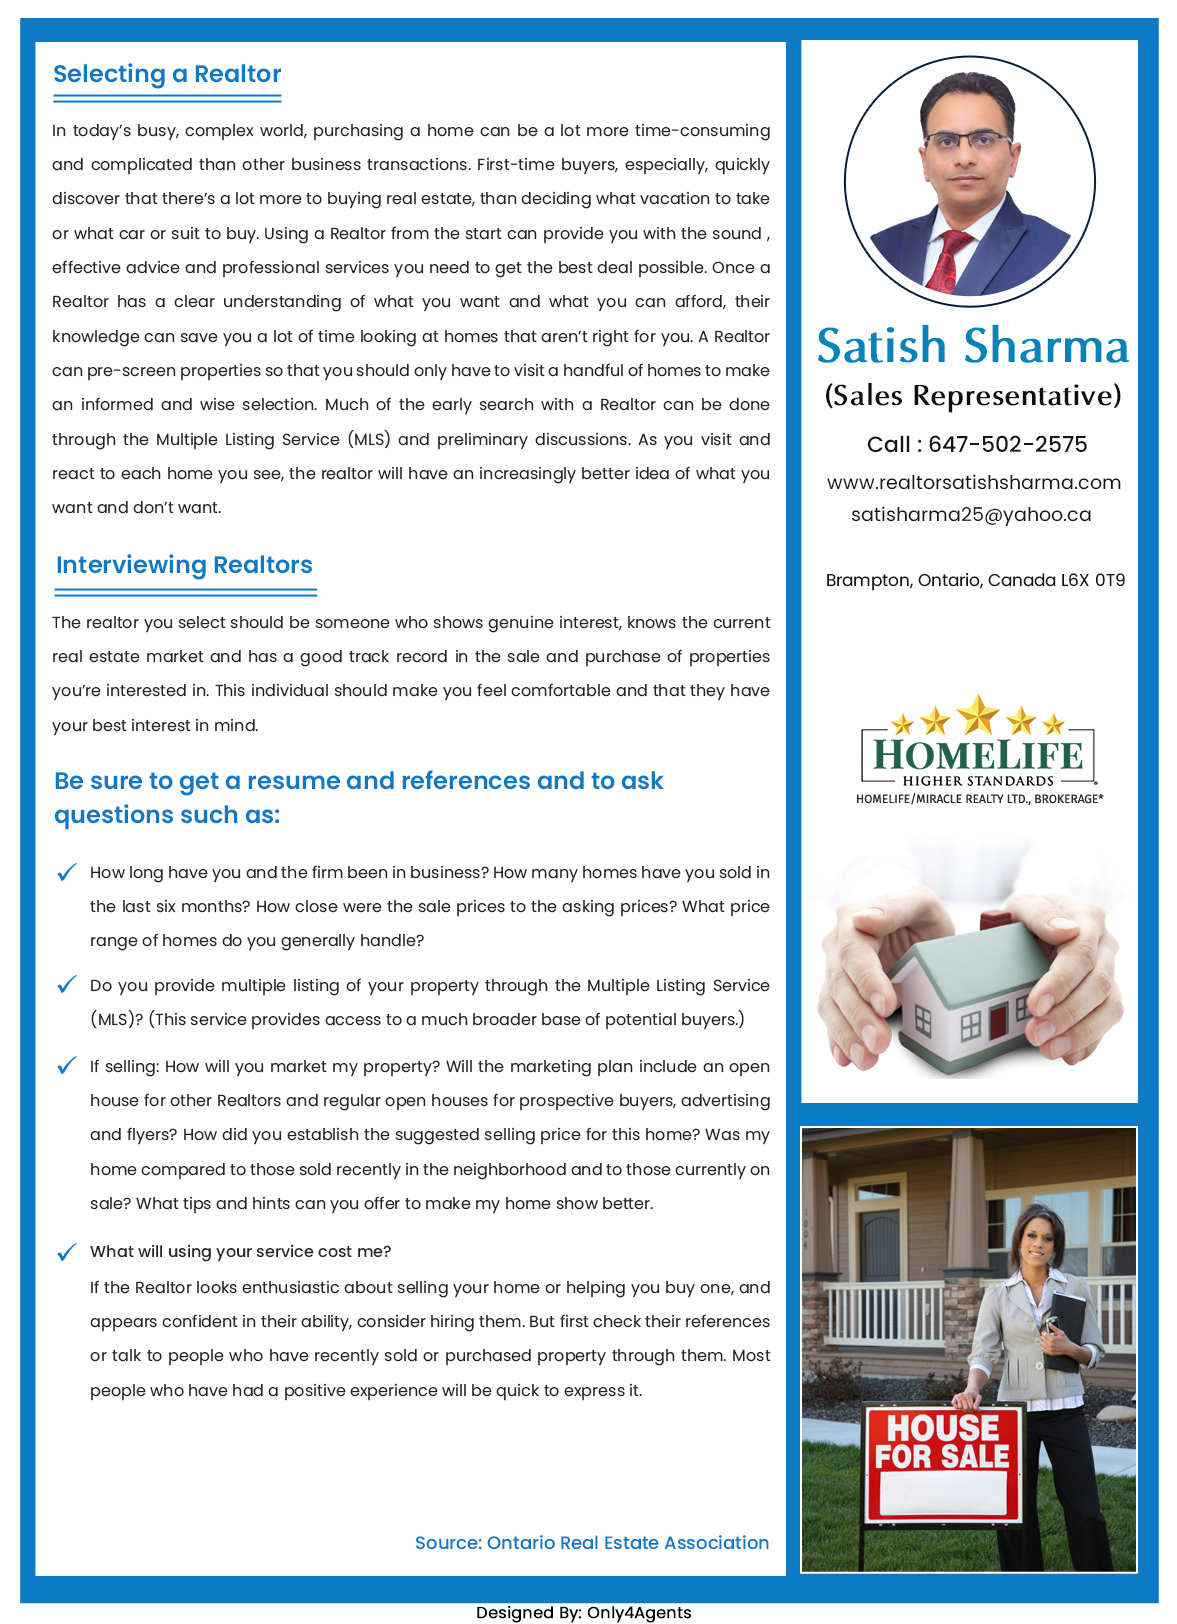 Selecting a Realtor
In today’s busy, complex world, purchasing a home can be a lot more time-consuming
and complicated than other business transactions. First-time buyers, especially, quickly
discover that there’s a lot more to buying real estate, than deciding what vacation to take
or what car or suit to buy. Using a Realtor from the start can provide you with the sound ,
effective advice and professional services you need to get the best deal possible. Once a
Realtor has a clear understanding of what you want and what you can afford, their
knowledge can save you a lot of time looking at homes that aren’t right for you. A Realtor
can pre-screen properties so that you should only have to visit a handful of homes to make
an informed and wise selection. Much of the early search with a Realtor can be done
through the Multiple Listing Service (MLS) and preliminary discussions. As you visit and
react to each home you see, the realtor will have an increasingly better idea of what you
want and don’t want.
Interviewing Realtors
The realtor you select should be someone who shows genuine interest, knows the current
real estate market and has a good track record in the sale and purchase of properties
you’re interested in. This individual should make you feel comfortable and that they have
your best interest in mind.
Be sure to get a resume and references and to ask
questions such as:
How long have you and the firm been in business? How many homes have you sold in
the last six months? How close were the sale prices to the asking prices? What price
range of homes do you generally handle?
Do you provide multiple listing of your property through the Multiple Listing Service
(MLS)? (This service provides access to a much broader base of potential buyers.)
If selling: How will you market my property? Will the marketing plan include an open
house for other Realtors and regular open houses for prospective buyers, advertising
and flyers? How did you establish the suggested selling price for this home? Was my
home compared to those sold recently in the neighborhood and to those currently on
sale? What tips and hints can you offer to make my home show better.
What will using your service cost me?
If the Realtor looks enthusiastic about selling your home or helping you buy one, and
appears confident in their ability, consider hiring them. But first check their references
or talk to people who have recently sold or purchased property through them. Most
people who have had a positive experience will be quick to express it.
Source: Ontario Real Estate Association
Satish Sharma
(Sales Representative)
Call : 647-502-2575
www.realtorsatishsharma.com
satisharma25@yahoo.ca
Brampton, Ontario, Canada L6X 0T9
HOMELIFE
HIGHER STANDARDS
HOMELIFE/MIRACLE REALTY LTD., BROKERAGE*
1004
HOUSE
FOR SALE
Designed By: Only4Agents